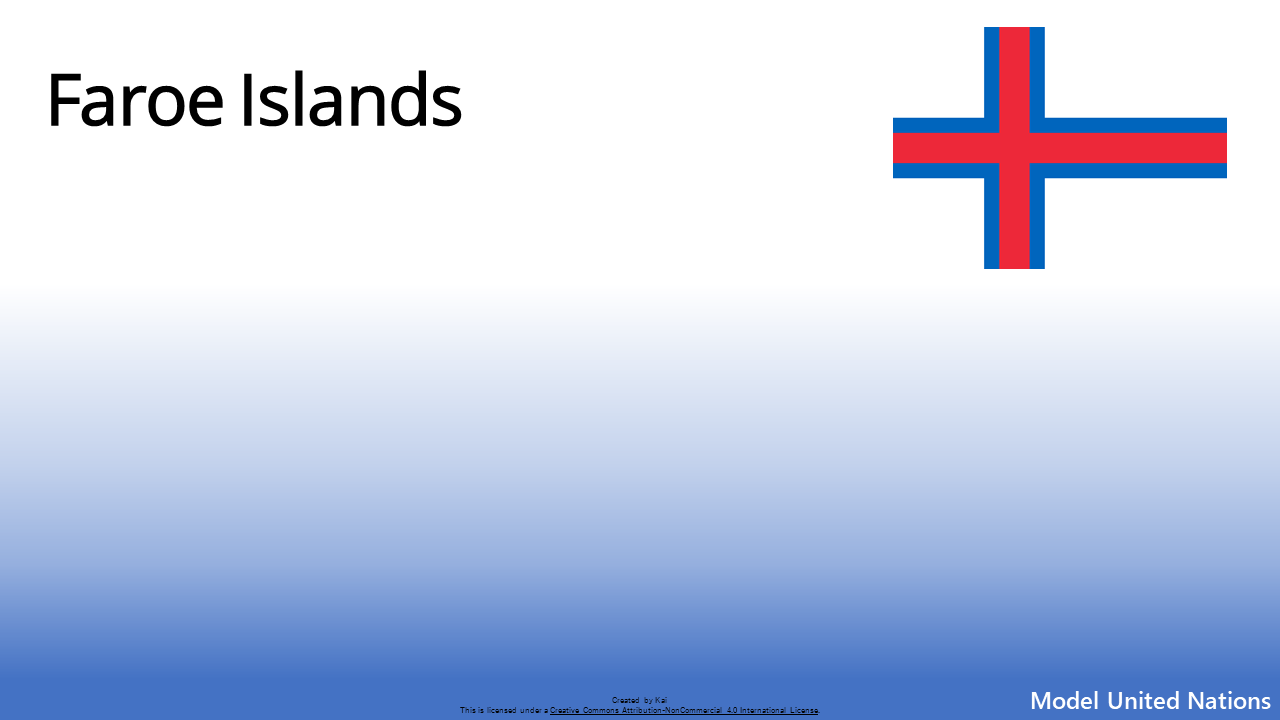 Faroe Islands
Created by Kai
This is licensed under a Creative Commons Attribution-NonCommercial 4.0 International License.
Model United Nations